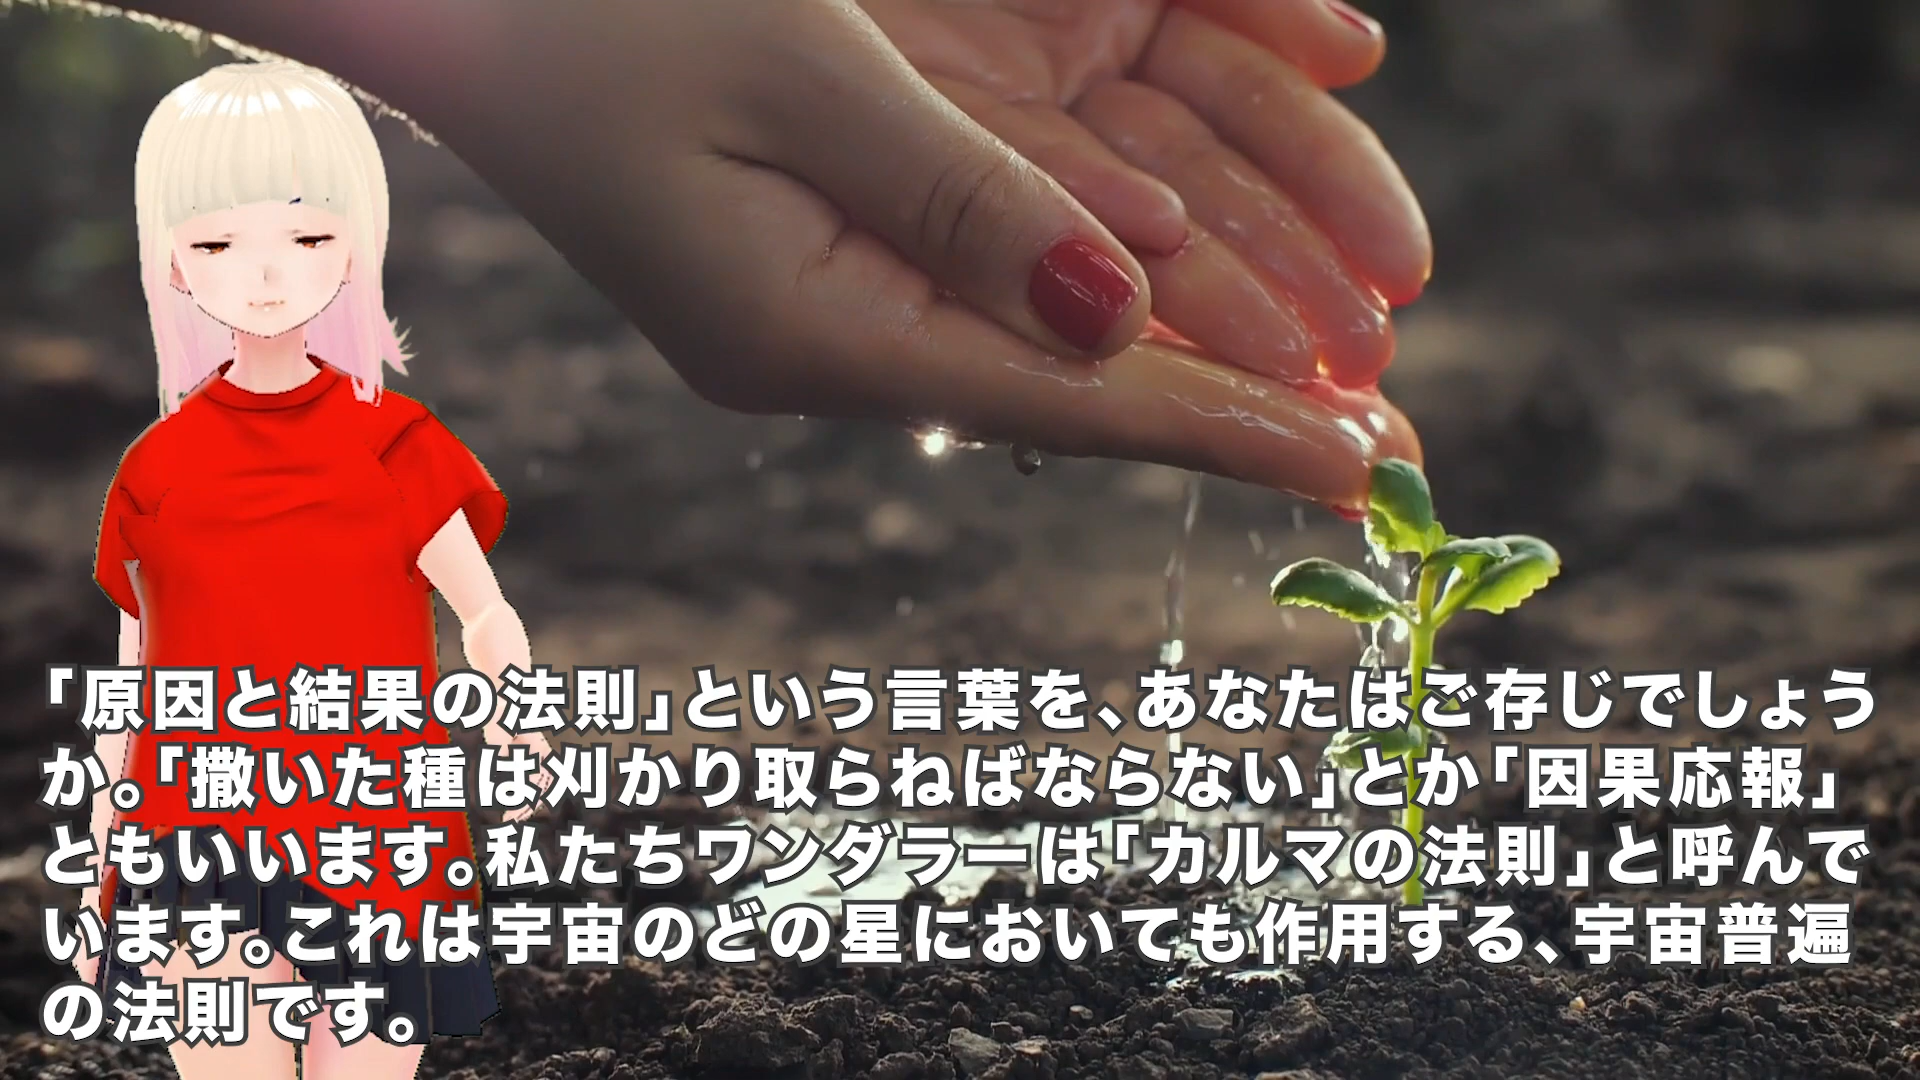 「原因と結果の法則」という言葉を、あなたはご存じでしょう
か。「撒いた種は刈かり取らねばならない」とか「因果応報」
ともいいます。私たちワンダラーは「カルマの法則」と呼んで
います。これは宇宙のどの星においても作用する、宇宙普遍
の法則です。